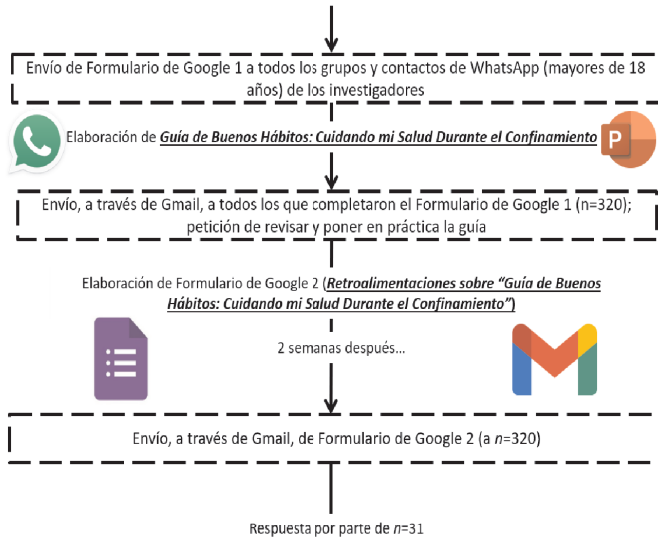 Envío de Formulario de Google 1 a todos los grupos y contactos de WhatsApp (mayores de 18
años) de los investigadores
Elaboración de Guía de Buenos Hábitos: Cuidando mi Salud Durante el Confinamiento
P
Envío, a través de Gmail, a todos los que completaron el Formulario de Google 1 (n=320);
petición de revisar y poner en práctica la guía
Elaboración de Formulario de Google 2 (Retroalimentaciones sobre “Guía de Buenos
Hábitos: Cuidando mi Salud Durante el Confinamiento”)
2 semanas después...
Envío, a través de Gmail, de Formulario de Google 2 (a n=320)
Respuesta por parte de n=31